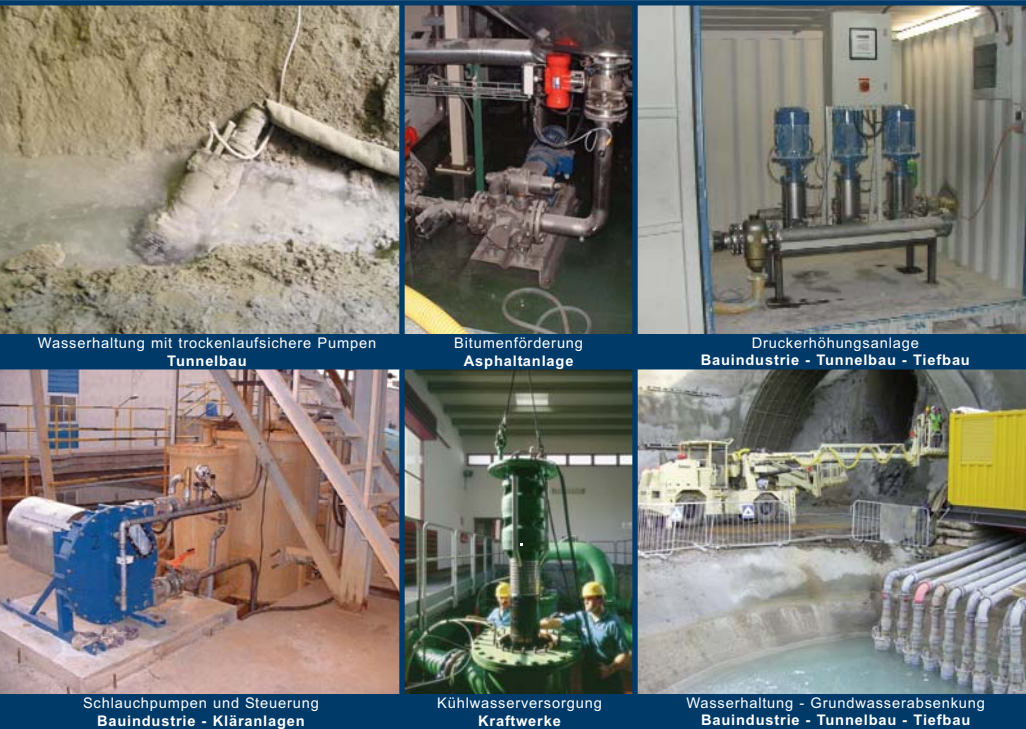 Wasserhaltung mit trockenlaufsichere Pumpen
Tunnelbau
Bitumenförderung
Asphaltanlage
Druckerhöhungsanlage
Bauindustrie - Tunnelbau - Tiefbau
Schlauchpumpen und Steuerung
Bauindustrie - Kläranlagen
Kühlwasserversorgung
Kraftwerke
Wasserhaltung - Grundwasserabsenkung
Bauindustrie - Tunnelbau - Tiefbau